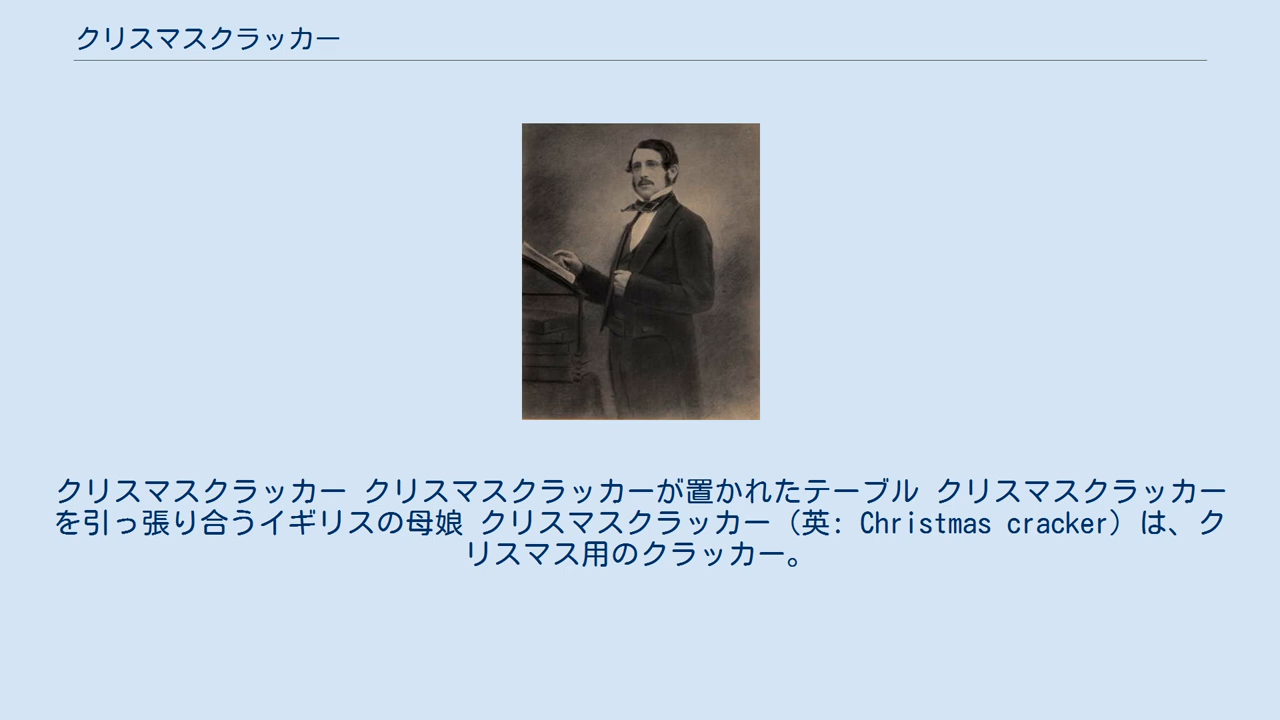 クリスマスクラッカー
クリスマスクラッカー クリスマスクラッカーが置かれたテーブル クリスマスクラッカー
を引っ張り合うイギリスの母娘 クリスマスクラッカー（英: Christmas cracker）は、ク
リスマス用のクラッカー。